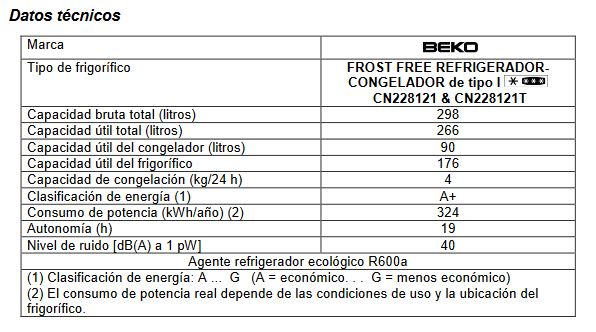 Datos técnicos
Marca BEKO
Tipo de frigorífico FROST FREE REFRIGERADOR-
CONGELADOR de tipo I
CN228121 & CN228121T
Capacidad bruta total (litros) 298
Capacidad útil total (litros) 266
Capacidad útil del congelador (litros) 90
Capacidad útil del frigorífico 176
Capacidad de congelación (kg/24 h) 4
Clasificación de energía (1) A+
Consumo de potencia (kWh/año) (2) 324
Autonomía (h) 19
Nivel de ruido [dB(A) a 1 pW] 40
Agente refrigerador ecológico R600a
(1) Clasificación de energía: A ... G (A = económico. . . G = menos económico)
(2) El consumo de potencia real depende de las condiciones de uso y la ubicación del
frigorífico.